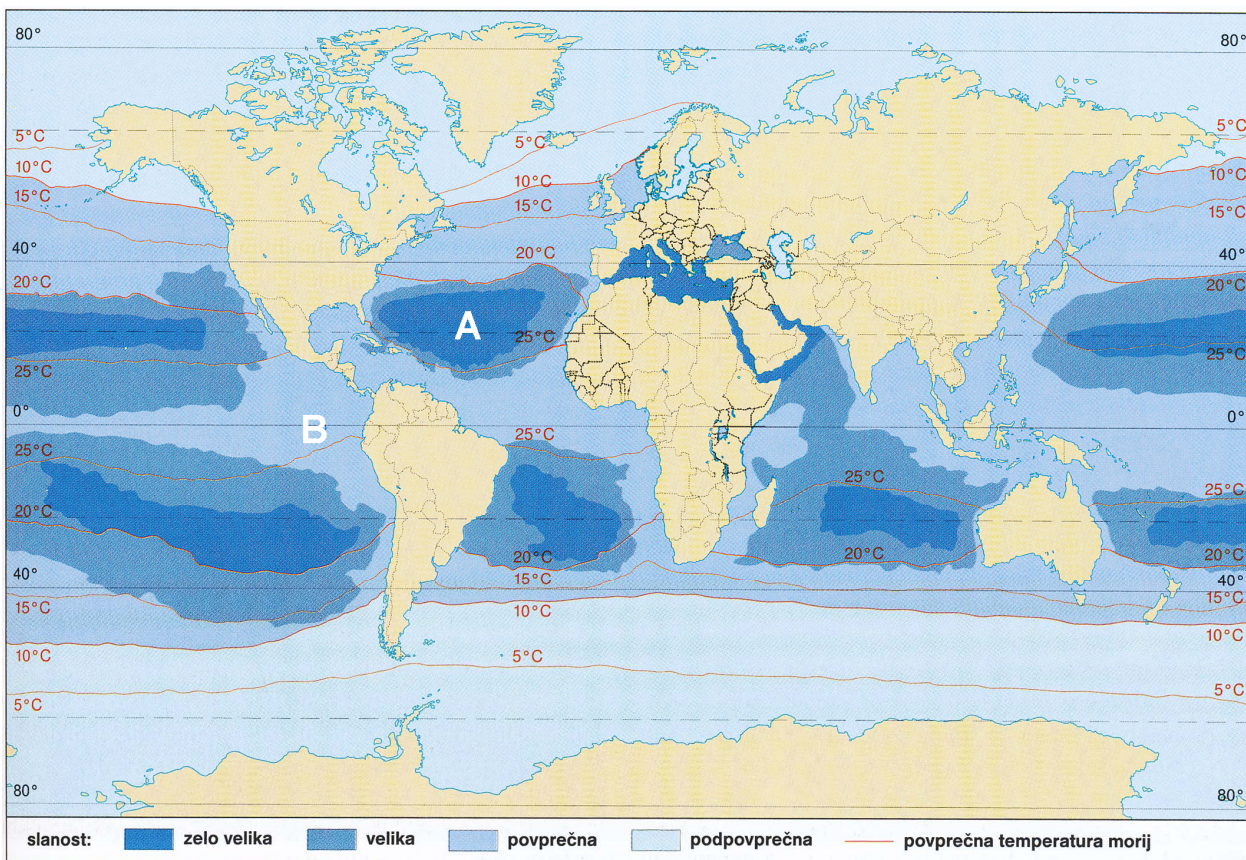 80° 80°
5°C 5°C 5°C
10°C 10°C 10°C
15°C 15°C 15°C
40° 20°C 40°
20°C 20°C
A
25°C 25°C 25°C
0° B 0°
25°C 25°C 25°C 25°C
20°C 20°C 20°C 20°C
40° 15°C 40°
15°C 10°C 15°C
10°C 5°C 10°C
5°C 5°C
80° 80°
slanost: zelo velika velika povprečna podpovprečna povprečna temperatura morij